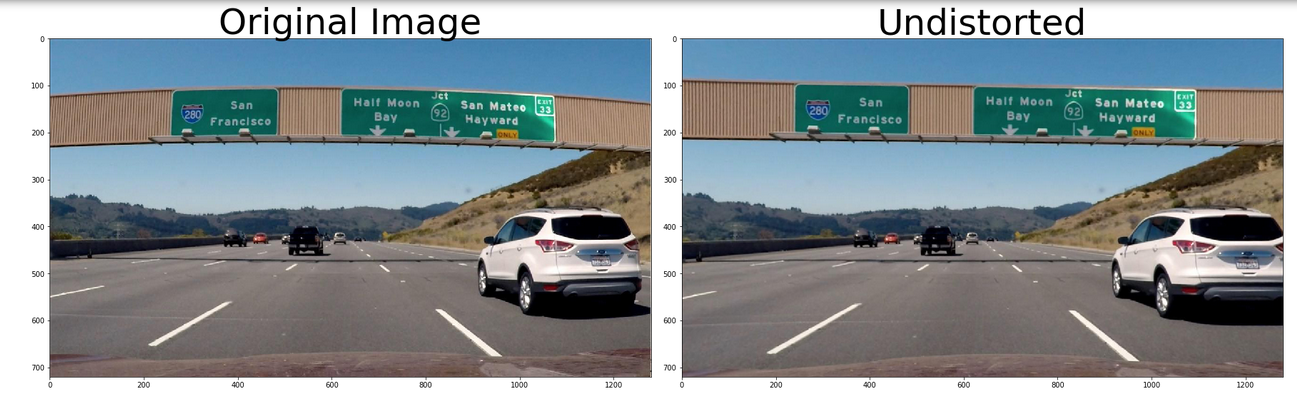 Original Image
0
100
200
300
400
500
600
700
0 200 400 600 800 1000 1200
280
San
Francisco
Half Moon
Bay
Jct
92
San Mateo
Hayward
EXIT
33
ONLY
Undistorted
0
100
200
300
400
500
600
700
0 200 400 600 800 1000 1200
280
San
Francisco
Half Moon
Bay
Jct
92
San Mateo
Hayward
EXIT
33
ONLY